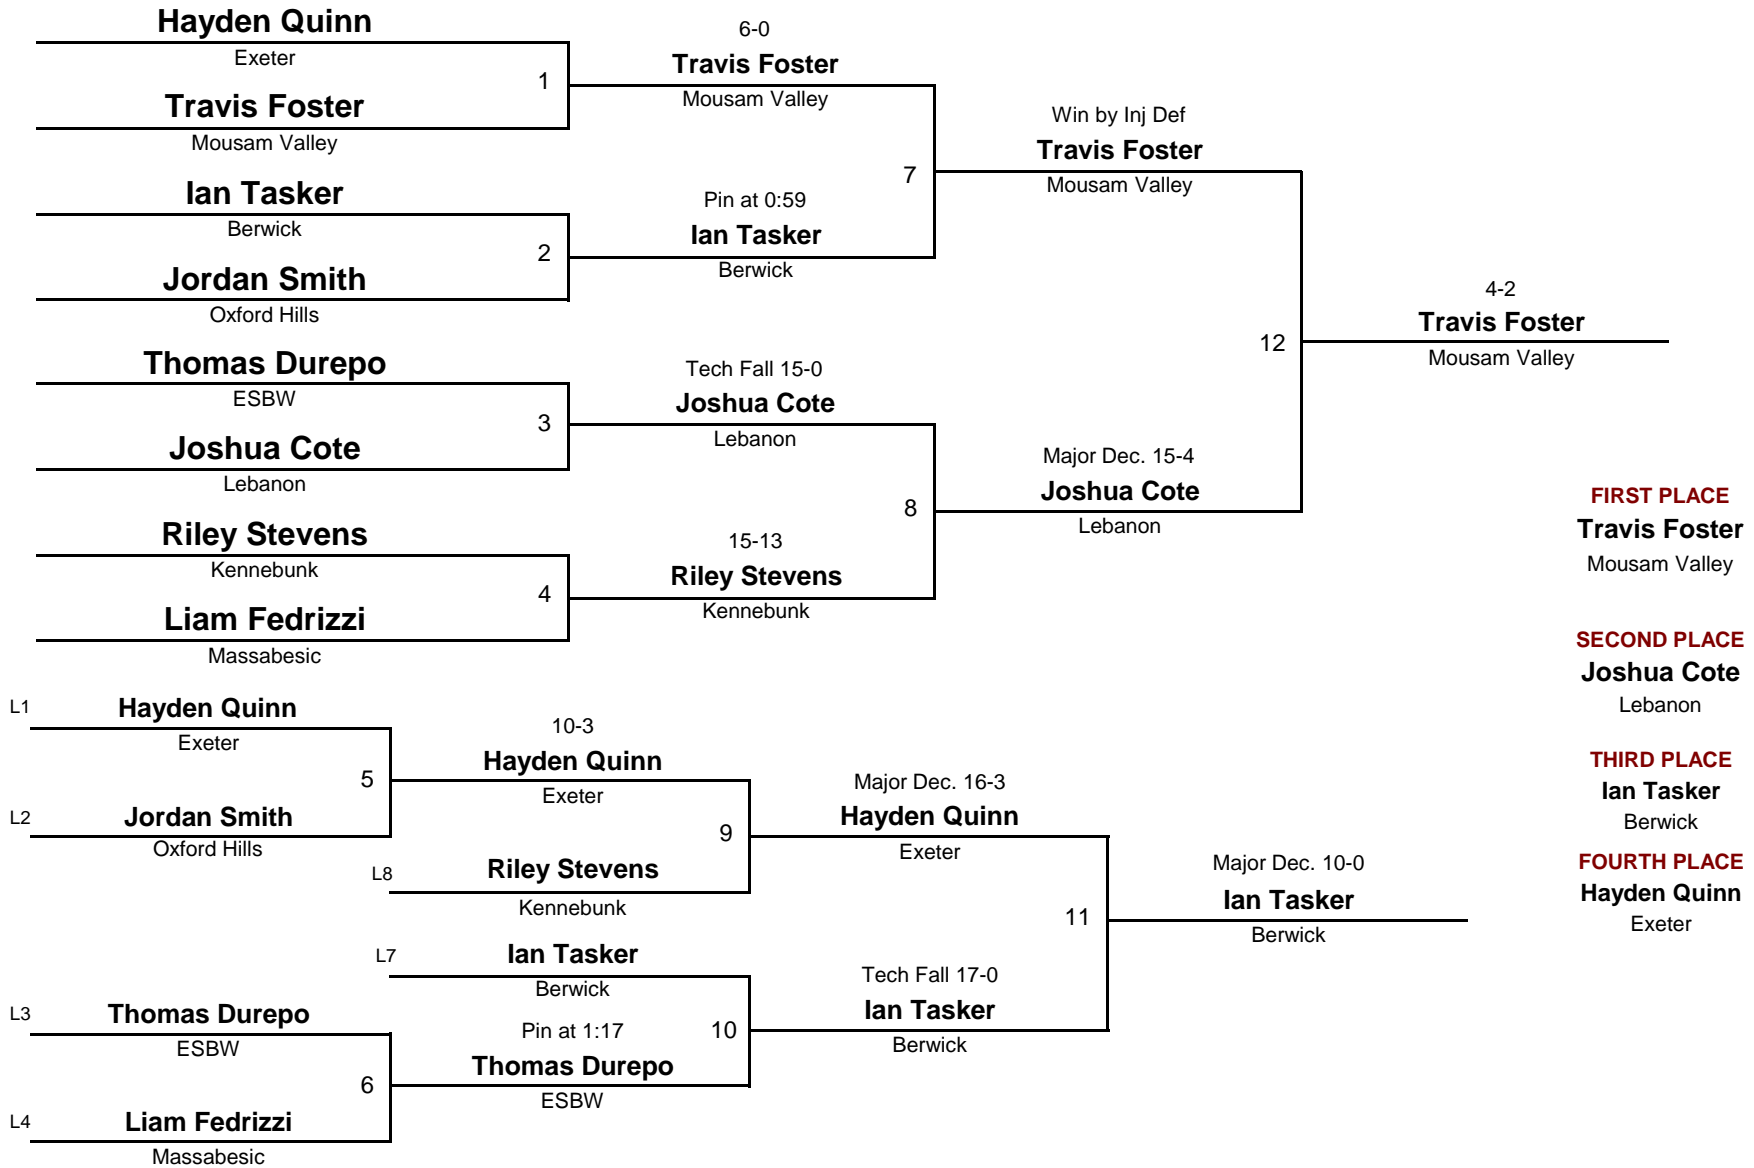 Hayden Quinn
Exeter
1
Travis Foster
Mousam Valley
6-0
Travis Foster
Mousam Valley
Ian Tasker
Berwick
2
Jordan Smith
Oxford Hills
Pin at 0:59
Ian Tasker
Berwick
7
Win by Inj Def
Travis Foster
Mousam Valley
Thomas Durepo
ESBW
3
Joshua Cote
Lebanon
Tech Fall 15-0
Joshua Cote
Lebanon
Riley Stevens
Kennebunk
4
Liam Fedrizzi
Massabesic
15-13
Riley Stevens
Kennebunk
8
Major Dec. 15-4
Joshua Cote
Lebanon
12
4-2
Travis Foster
Mousam Valley
FIRST PLACE
Travis Foster
Mousam Valley
SECOND PLACE
Joshua Cote
Lebanon
THIRD PLACE
Ian Tasker
Berwick
FOURTH PLACE
Hayden Quinn
Exeter
L1
Hayden Quinn
Exeter
5
L2
Jordan Smith
Oxford Hills
10-3
Hayden Quinn
Exeter
9
L8
Riley Stevens
Kennebunk
Major Dec. 16-3
Hayden Quinn
Exeter
L7
Ian Tasker
Berwick
L3
Thomas Durepo
ESBW
6
L4
Liam Fedrizzi
Massabesic
Pin at 1:17
Thomas Durepo
ESBW
10
Tech Fall 17-0
Ian Tasker
Berwick
11
Major Dec. 10-0
Ian Tasker
Berwick